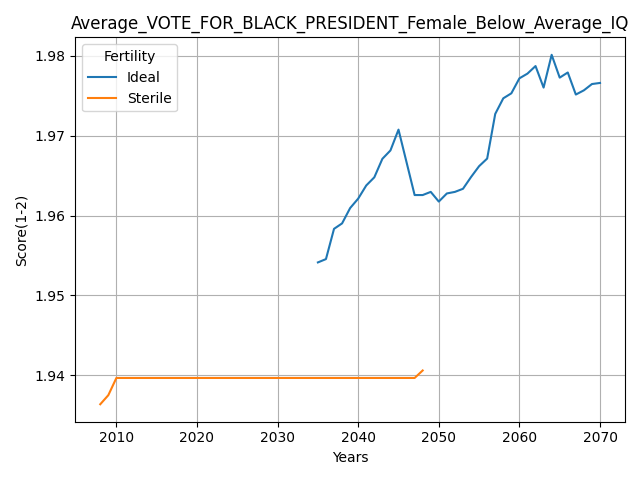 Average_VOTE_FOR_BLACK_PRESIDENT_Female_Below_Average_IQ
Fertility
Ideal
Sterile
Score(1-2)
1.98
1.97
1.96
1.95
1.94
2010 2020 2030 2040 2050 2060 2070
Years